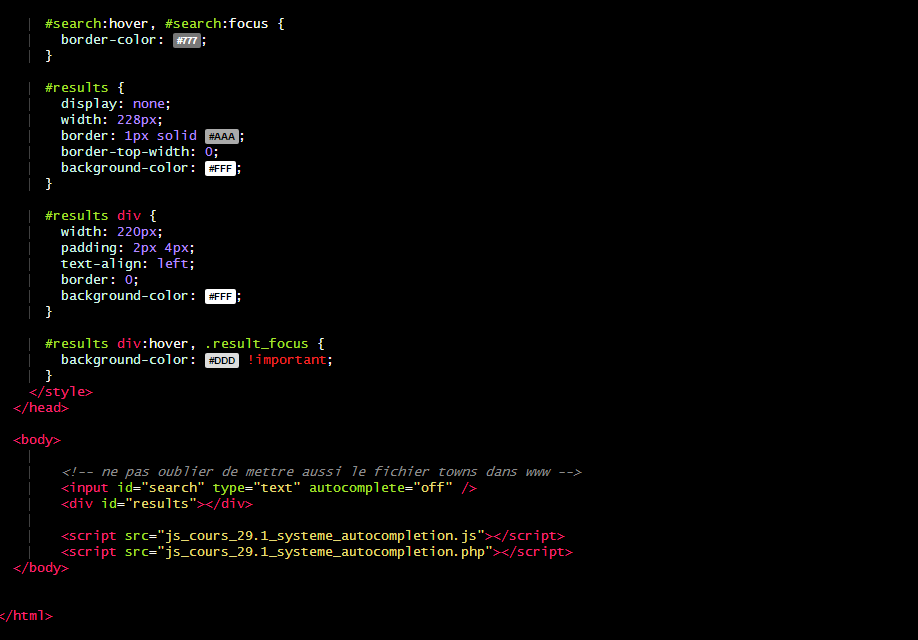 #search:hover, #search:focus {
border-color: #777;
}
#results {
display: none;
width: 228px;
border: 1px solid #AAA;
border-top-width: 0;
background-color: #FFF;
}
#results div {
width: 220px;
padding: 2px 4px;
text-align: left;
border: 0;
background-color: #FFF;
}
#results div:hover, .result_focus {
background-color: #DDD !important;
}
</style>
</head>
<body>
<!-- ne pas oublier de mettre aussi le fichier towns dans www -->
<input id="search" type="text" autocomplete="off" />
<div id="results"></div>
<script src="js_cours_29.1_systeme_autocompletion.js"></script>
<script src="js_cours_29.1_systeme_autocompletion.php"></script>
</body>
</html>